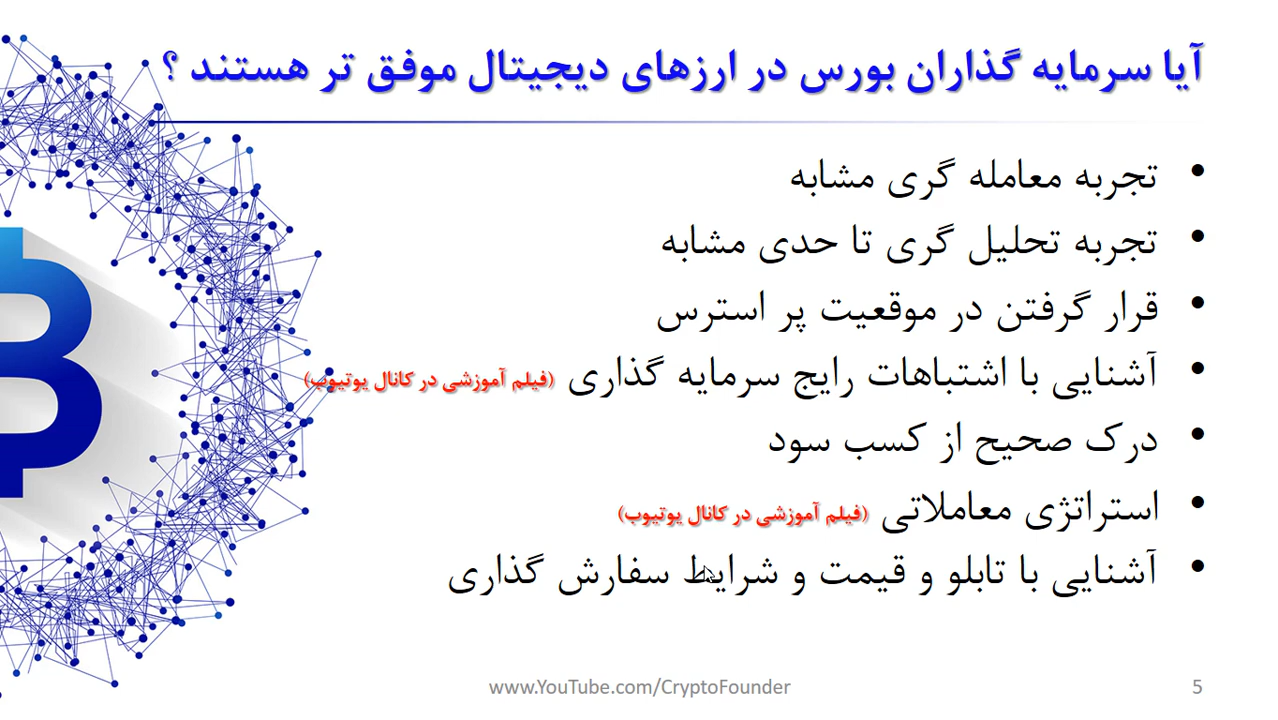 آیا سرمایه گذاران بورس در ارزهای دیجیتال موفق تر هستند ؟
• تجربه معامله گری مشابه
• تجربه تحلیل گری تا حدی مشابه
• قرار گرفتن در موقعیت پر استرس
• آشنایی با اشتباهات رایج سرمایه گذاری (فیلم آموزشی در کانال یوتیوب)
• درک صحیح از کسب سود
• استراتژی معاملاتی (فیلم آموزشی در کانال یوتیوب)
• آشنایی با تابلو و قیمت و شرایط سفارش گذاری
www.YouTube.com/CryptoFounder
5